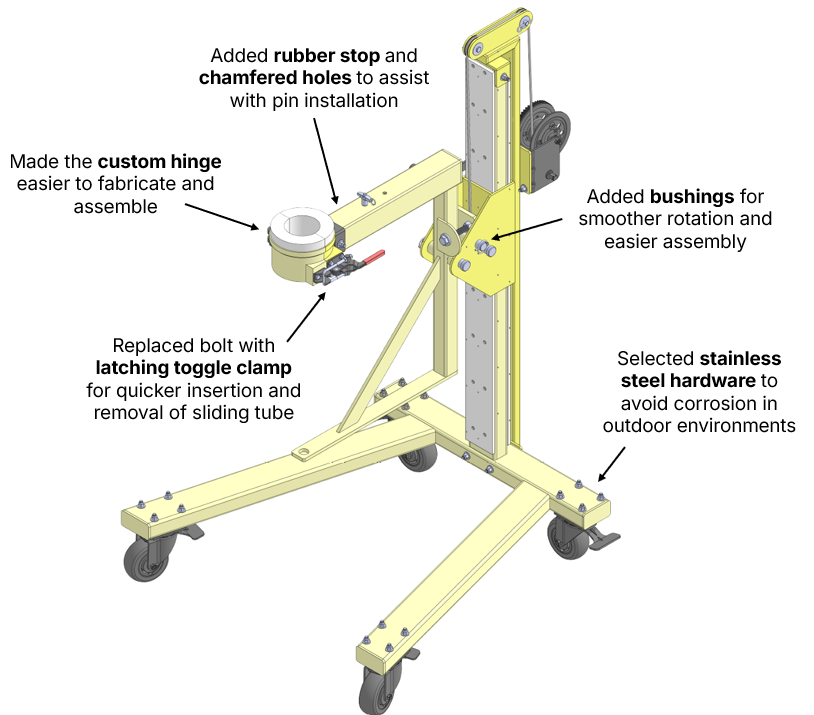 Added rubber stop and
chamfered holes to assist
with pin installation
Made the custom hinge
easier to fabricate and
assemble
Added bushings for
smoother rotation and
easier assembly
Replaced bolt with
latching toggle clamp
for quicker insertion and
removal of sliding tube
Selected stainless
steel hardware to
avoid corrosion in
outdoor environments